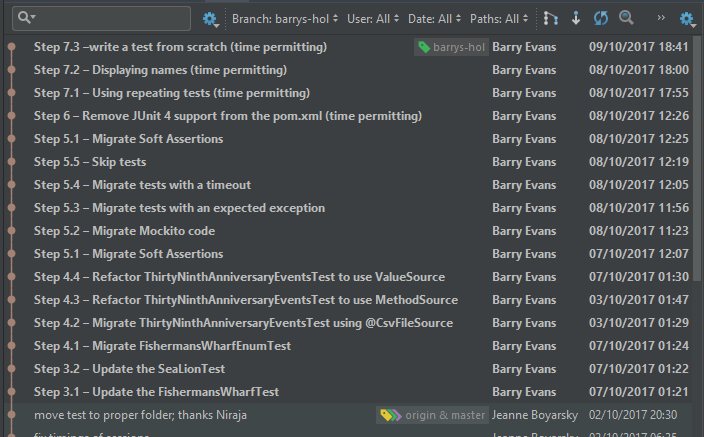 Branch: barrys-hol User: All Date: All Paths: All »
Step 7.3 –write a test from scratch (time permitting) barrys-hol Barry Evans 09/10/2017 18:41
Step 7.2 – Displaying names (time permitting) Barry Evans 08/10/2017 18:00
Step 7.1 – Using repeating tests (time permitting) Barry Evans 08/10/2017 17:55
Step 6 – Remove JUnit 4 support from the pom.xml (time permitting) Barry Evans 08/10/2017 12:26
Step 5.1 – Migrate Soft Assertions Barry Evans 08/10/2017 12:25
Step 5.5 – Skip tests Barry Evans 08/10/2017 12:19
Step 5.4 – Migrate tests with a timeout Barry Evans 08/10/2017 12:05
Step 5.3 – Migrate tests with an expected exception Barry Evans 08/10/2017 11:56
Step 5.2 – Migrate Mockito code Barry Evans 08/10/2017 11:23
Step 5.1 – Migrate Soft Assertions Barry Evans 07/10/2017 12:07
Step 4.4 – Refactor ThirtyNinthAnniversaryEventsTest to use ValueSource Barry Evans 07/10/2017 01:30
Step 4.3 – Refactor ThirtyNinthAnniversaryEventsTest to use MethodSource Barry Evans 03/10/2017 01:47
Step 4.2 – Migrate ThirtyNinthAnniversaryEventsTest using @CsvFileSource Barry Evans 03/10/2017 01:29
Step 4.1 – Migrate FishermansWharfEnumTest Barry Evans 07/10/2017 01:24
Step 3.2 – Update the SeaLionTest Barry Evans 07/10/2017 01:22
Step 3.1 – Update the FishermansWharfTest Barry Evans 07/10/2017 01:21
move test to proper folder; thanks Niraja origin & master Jeanne Boyarsky 02/10/2017 20:30